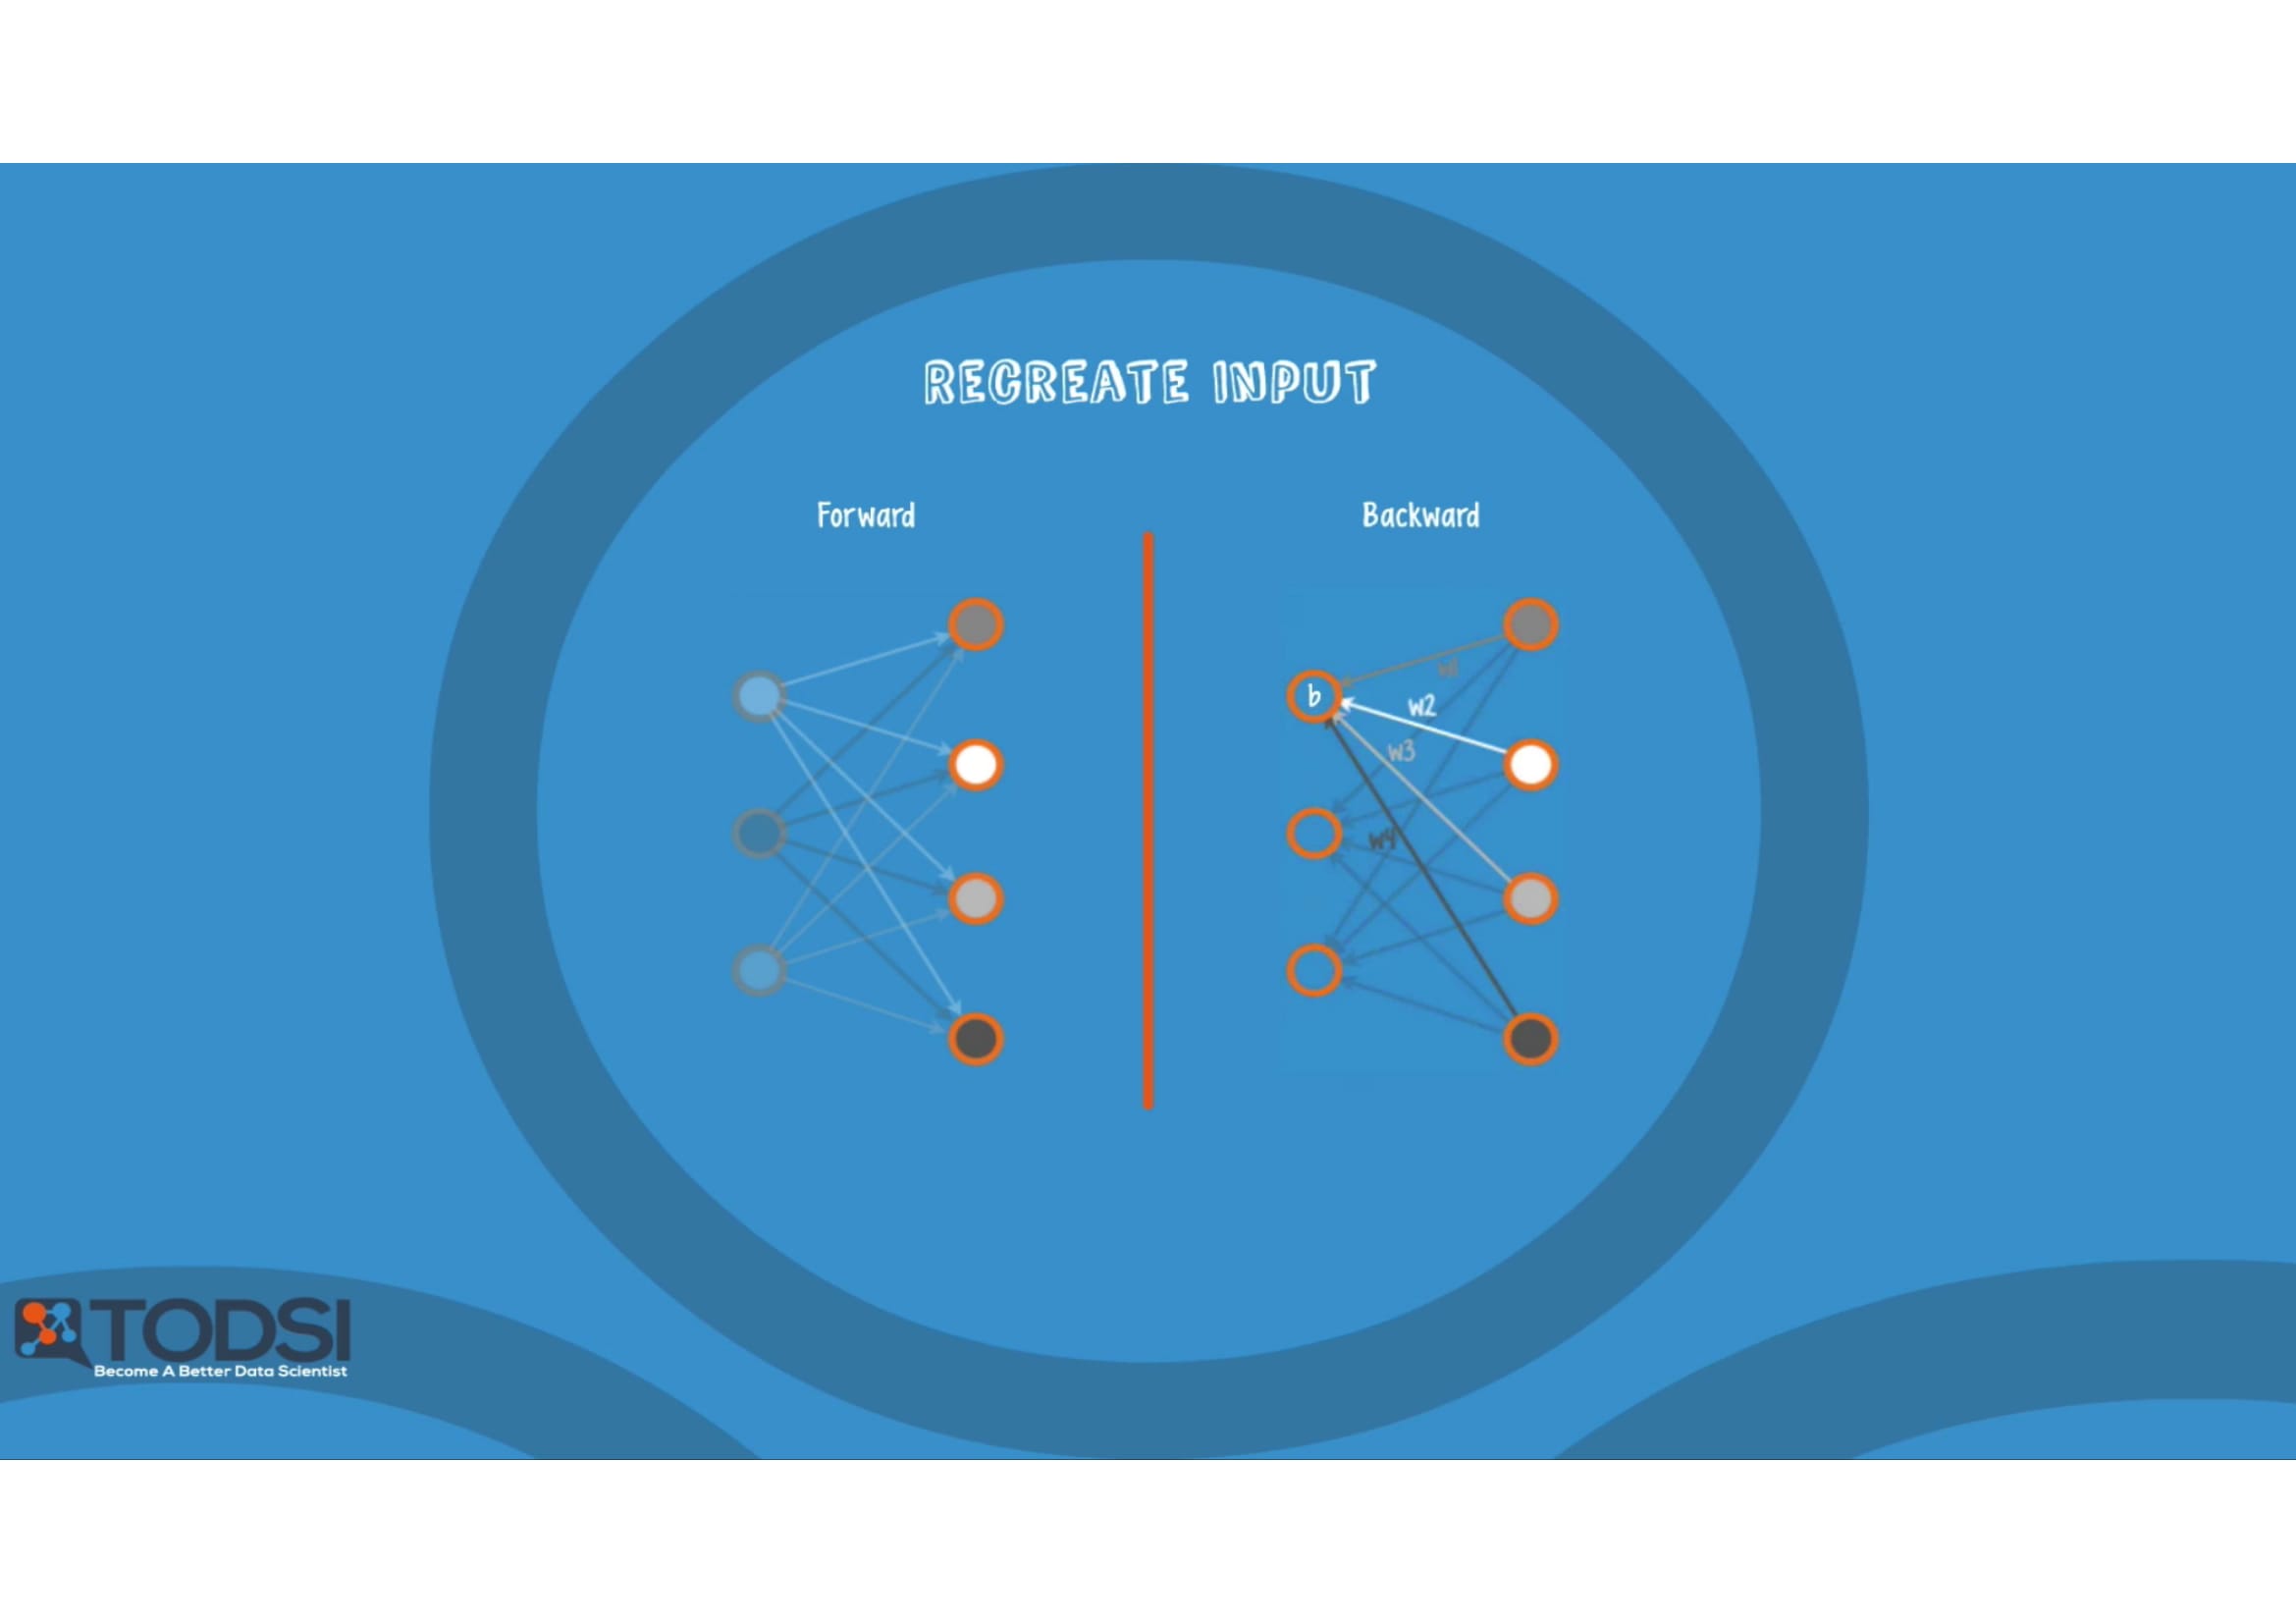 RECREATE INPUT
Forward
Backward
w1
b
w2
w3
w4
TODSI
Become A Better Data Scientist